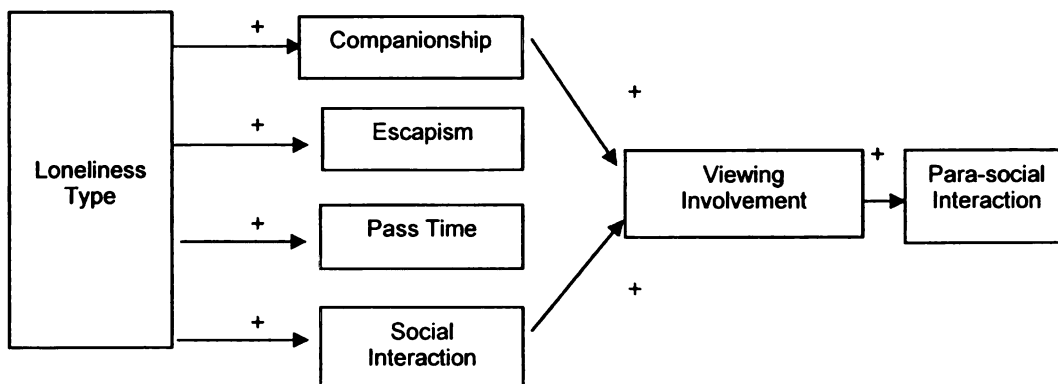 +
Companionship
+
+
Escapism
Loneliness
Type
+
Viewing
Involvement
+
Para-social
Interaction
+
Pass Time
+
+
Social
Interaction